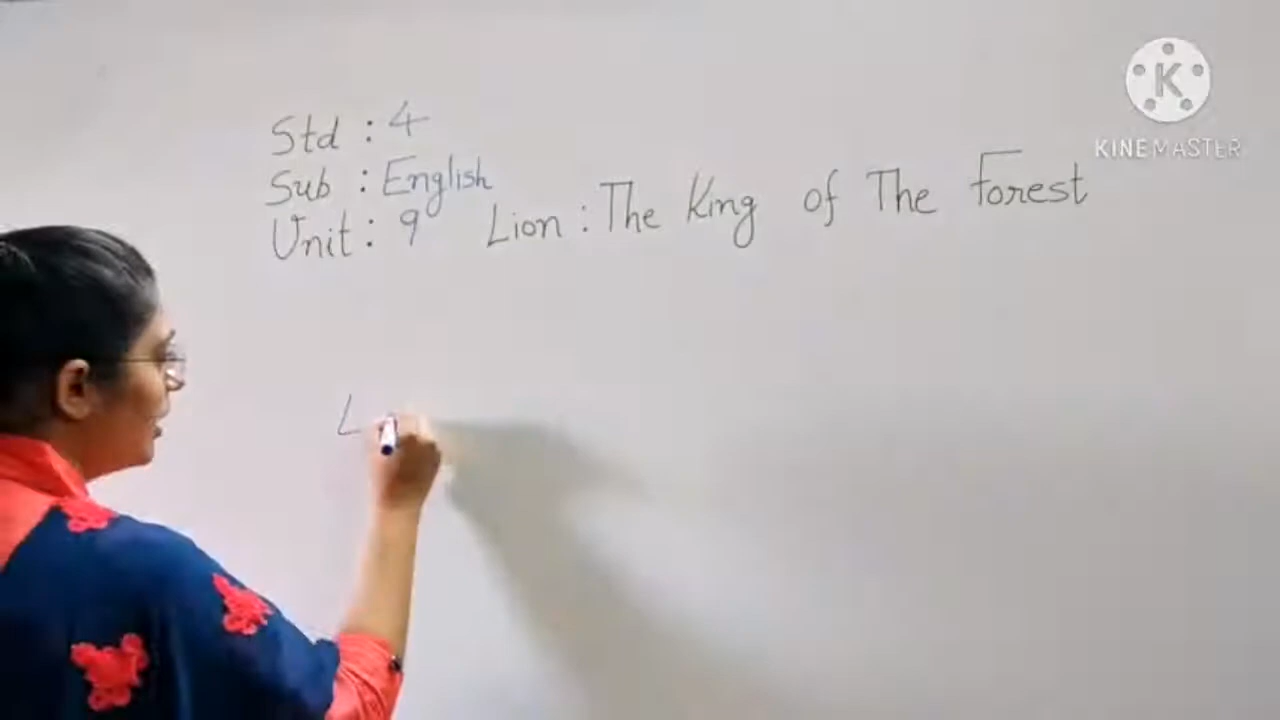 Std : 4
Sub : English
Unit : 9 Lion : The King of The Forest
L
K
KINEMASTER